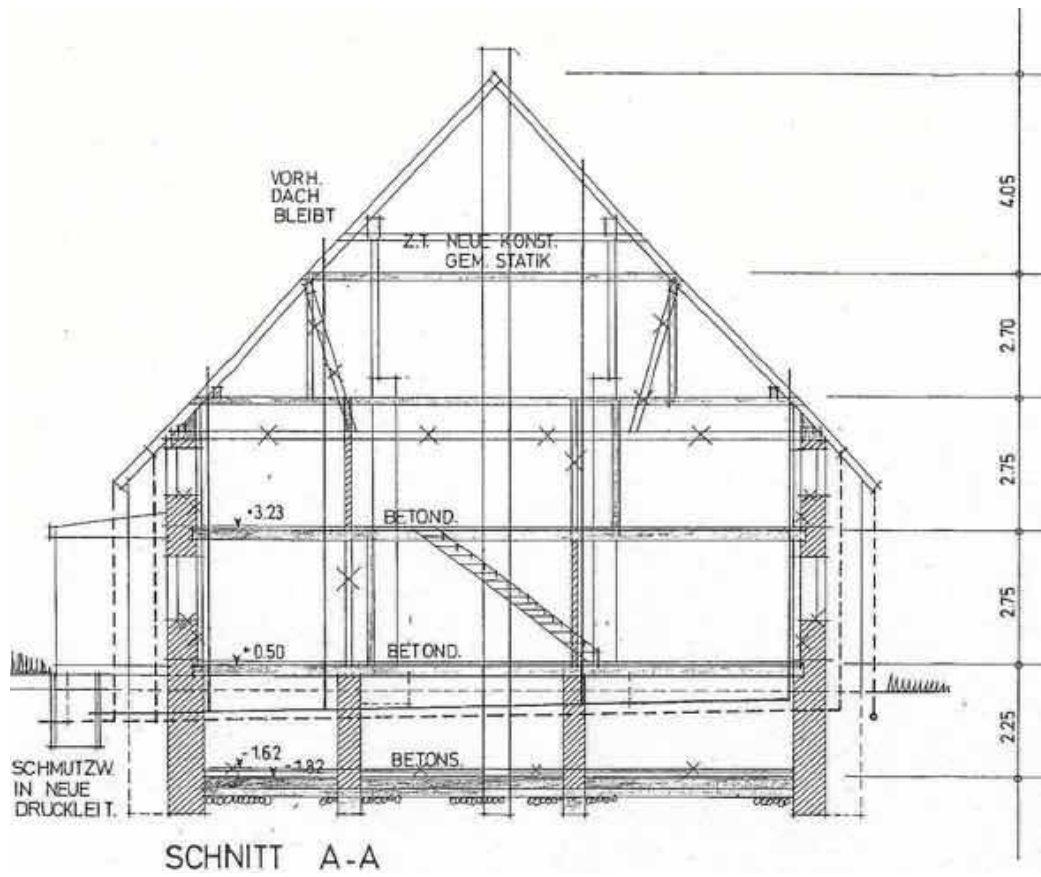 VORH.
DACH
BLEIBT
Z.T. NEUE KONST.
GEM. STATIK
4.05
2.70
2.75
2.75
2.25
+3.23
BETOND.
+0.50
BETOND.
-1.62
-1.82
BETONS.
SCHMUTZW.
IN NEUE
DRUCKLEIT.
SCHNITT A-A